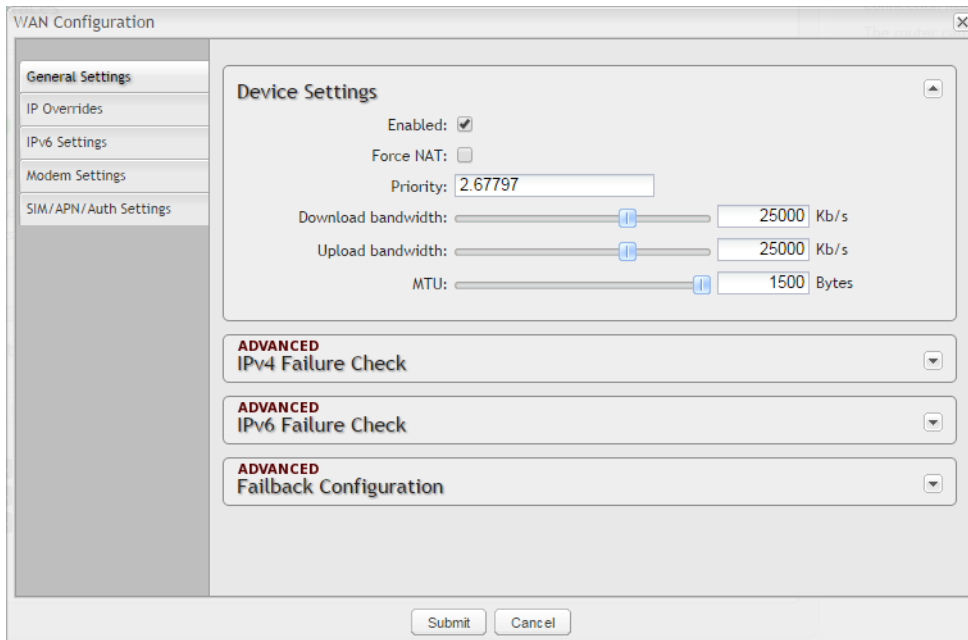 WAN Configuration
General Settings
IP Overrides
IPv6 Settings
Modem Settings
SIM/APN/Auth Settings
Device Settings
Enabled:
Force NAT:
Priority: 2.67797
Download bandwidth: 25000 Kb/s
Upload bandwidth: 25000 Kb/s
MTU: 1500 Bytes
ADVANCED
IPv4 Failure Check
ADVANCED
IPv6 Failure Check
ADVANCED
Failback Configuration
Submit Cancel